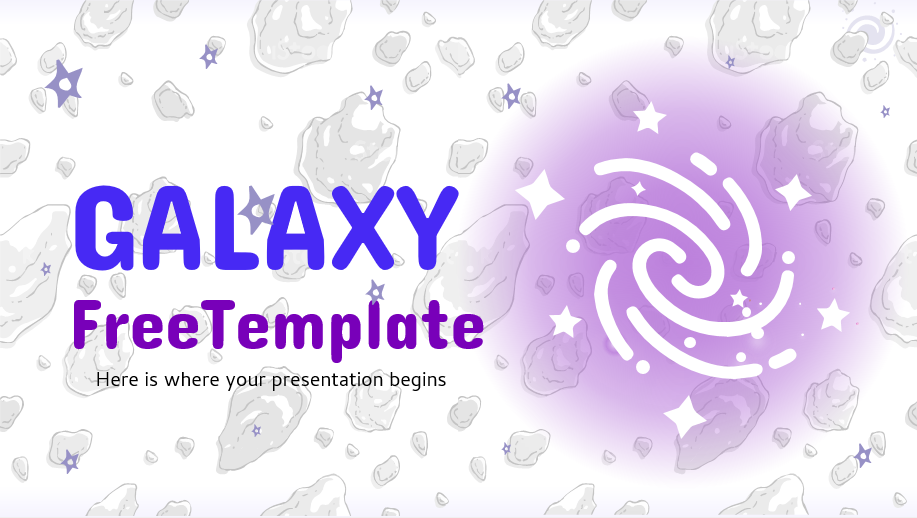 GALAXY
FreeTemplate
Here is where your presentation begins